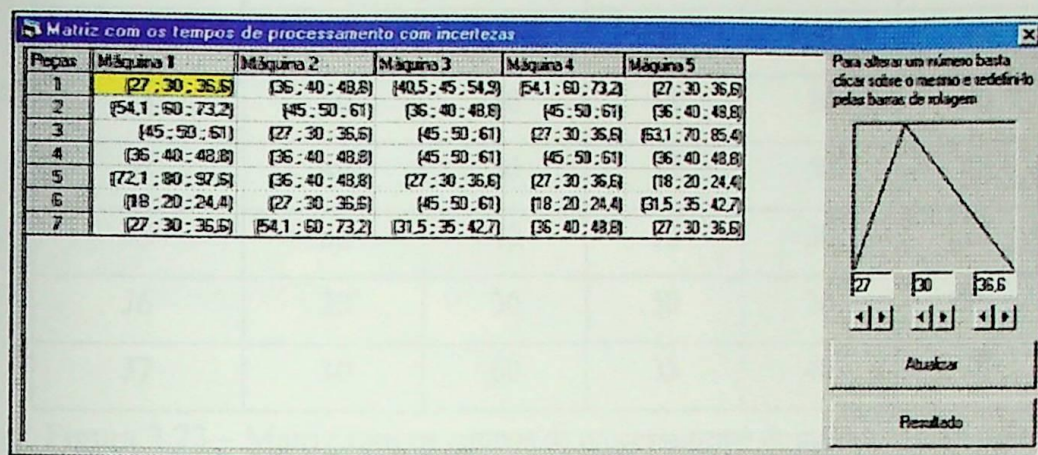 Matriz com os tempos de processamento com incertezas
Peças Máquina 1 Máquina 2 Máquina 3 Máquina 4 Máquina 5
1 (27 ; 30 ; 36,6) (36 ; 40 ; 48,8) (40,5 ; 45 ; 54,9) (54,1 ; 60 ; 73,2) (27 ; 30 ; 36,6)
2 (54,1 ; 60 ; 73,2) (45 ; 50 ; 61) (36 ; 40 ; 48,8) (45 ; 50 ; 61) (36 ; 40 ; 48,8)
3 (45 ; 50 ; 61) (27 ; 30 ; 36,6) (45 ; 50 ; 61) (27 ; 30 ; 36,6) (63,1 ; 70 ; 85,4)
4 (36 ; 40 ; 48,8) (36 ; 40 ; 48,8) (45 ; 50 ; 61) (45 ; 50 ; 61) (36 ; 40 ; 48,8)
5 (72,1 ; 80 ; 97,6) (36 ; 40 ; 48,8) (27 ; 30 ; 36,6) (27 ; 30 ; 36,6) (18 ; 20 ; 24,4)
6 (18 ; 20 ; 24,4) (27 ; 30 ; 36,6) (45 ; 50 ; 61) (18 ; 20 ; 24,4) (31,5 ; 35 ; 42,7)
7 (27 ; 30 ; 36,6) (54,1 ; 60 ; 73,2) (31,5 ; 35 ; 42,7) (36 ; 40 ; 48,8) (27 ; 30 ; 36,6)
Para alterar um número basta
clicar sobre o mesmo e redefini-lo
pelas barras de rolagem
27 30 36,6
Atualizar
Resultado